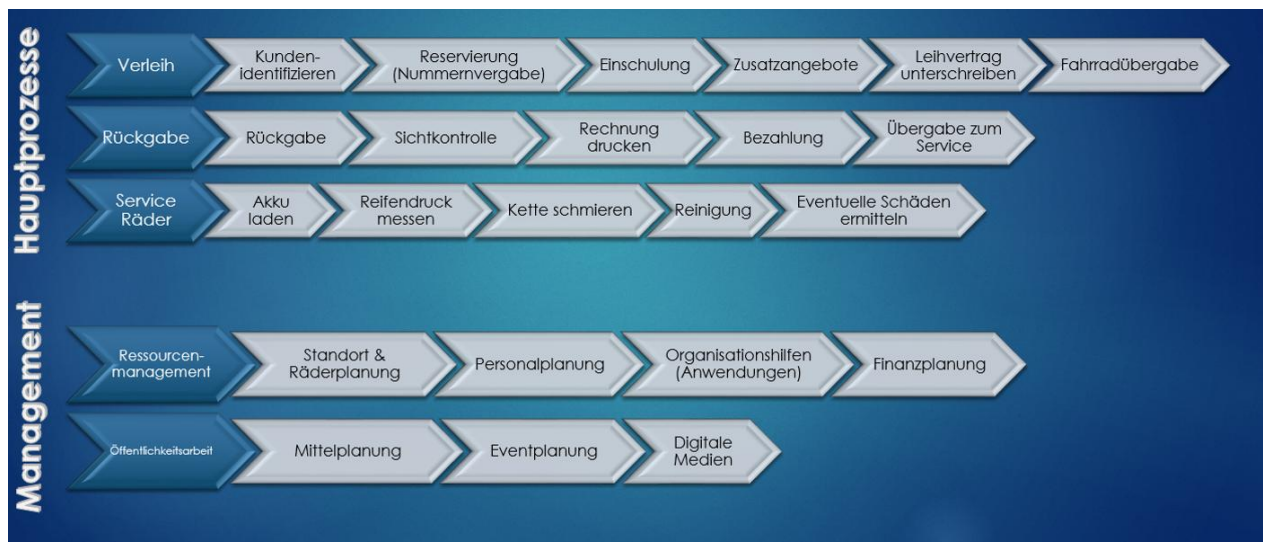 Hauptprozesse
Verleih
Kunden-
identifizieren
Reservierung
(Nummernvergabe)
Einschulung
Zusatzangebote
Leihvertrag
unterschreiben
Fahrradübergabe
Rückgabe
Rückgabe
Sichtkontrolle
Rechnung
drucken
Bezahlung
Übergabe zum
Service
Service
Räder
Akku
laden
Reifendruck
messen
Kette schmieren
Reinigung
Eventuelle Schäden
ermitteln
Management
Ressourcen-
management
Standort &
Räderplanung
Personalplanung
Organisationshilfen
(Anwendungen)
Finanzplanung
Öffentlichkeitsarbeit
Mittelplanung
Eventplanung
Digitale
Medien